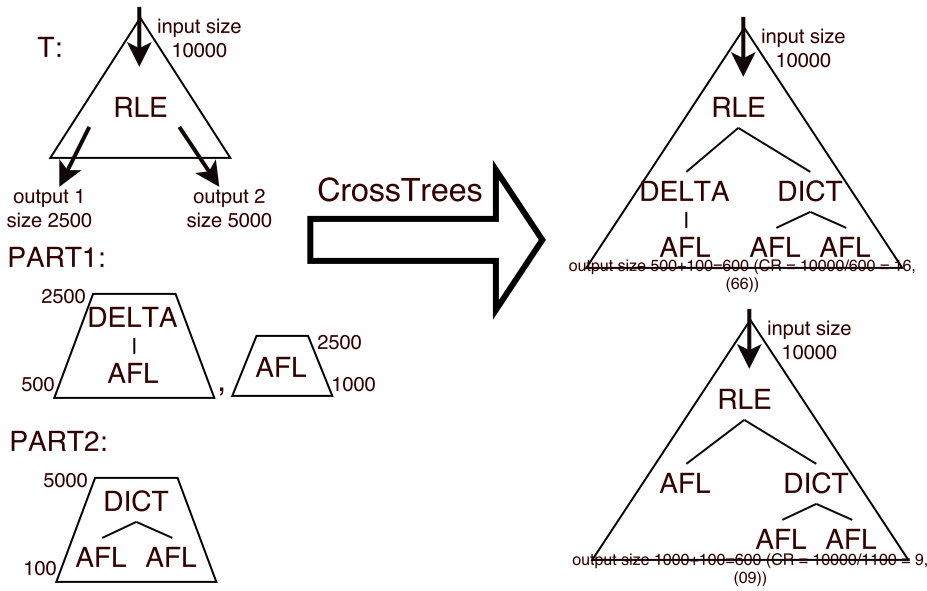 T:
input size
10000
RLE
output 1
size 2500
output 2
size 5000
PART1:
2500
DELTA
AFL
500
,
2500
AFL
1000
PART2:
5000
DICT
AFL AFL
100
CrossTrees
input size
10000
RLE
DELTA DICT
AFL AFL AFL
output size 500+100=600 (CR = 10000/600 = 16,
(66))
input size
10000
RLE
AFL DICT
AFL AFL
output size 1000+100=600 (CR = 10000/1100 = 9,
(09))